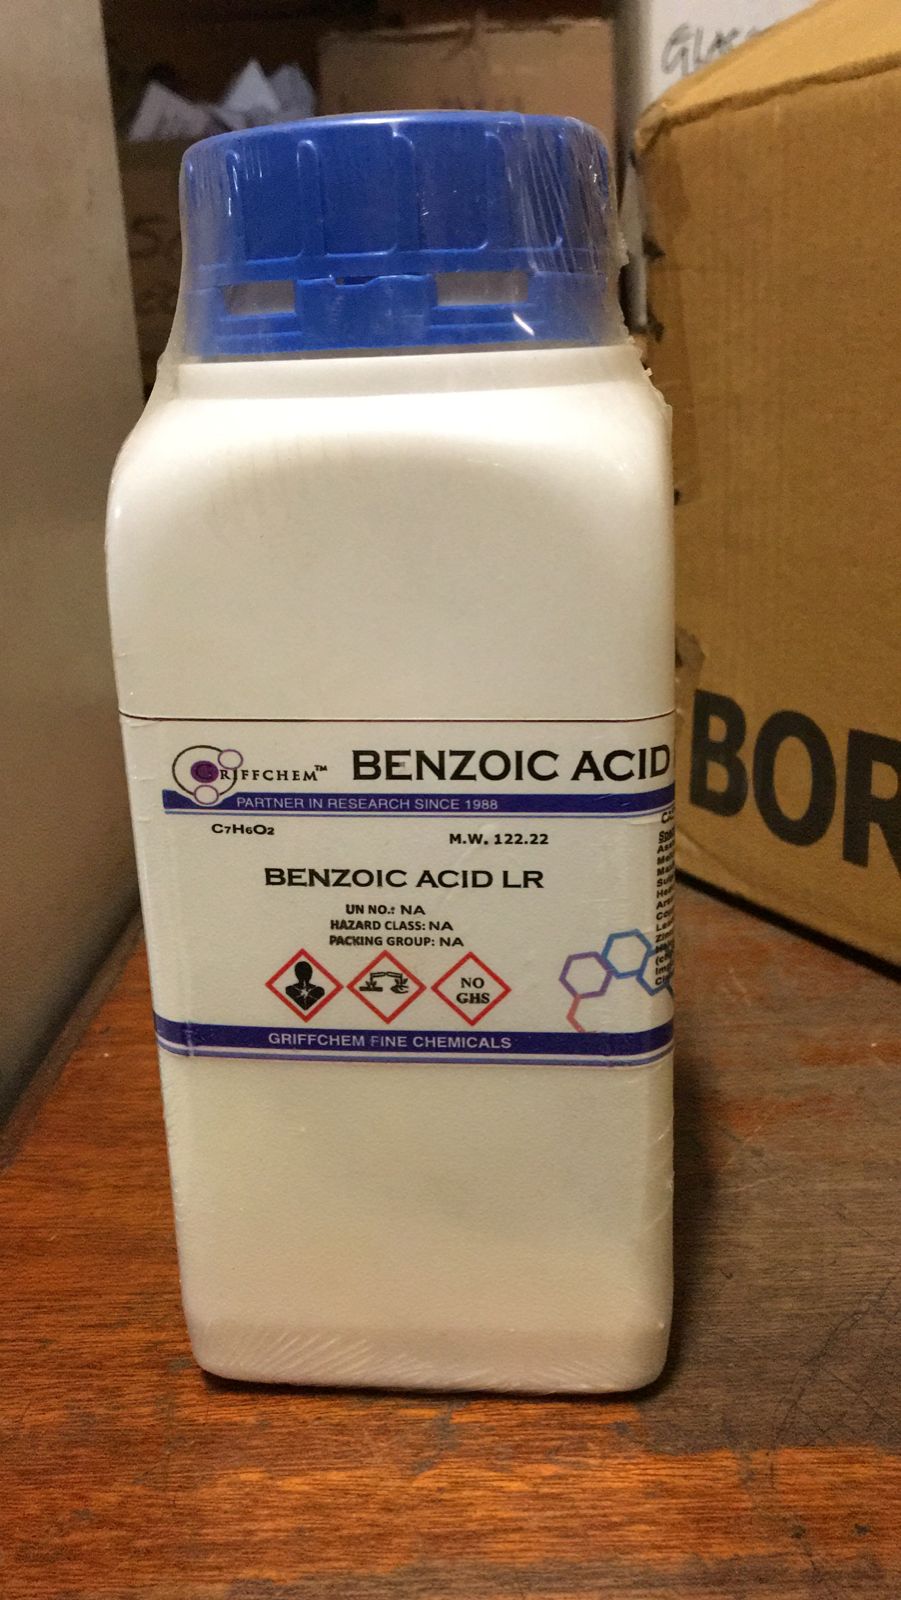 GLAS
GRIFFCHEM™
BENZOIC ACID
PARTNER IN RESEARCH SINCE 1988
C7H6O2
M.W. 122.22
BENZOIC ACID LR
UN NO.: NA
HAZARD CLASS: NA
PACKING GROUP: NA
NO
GHS
GRIFFCHEM FINE CHEMICALS
BOR